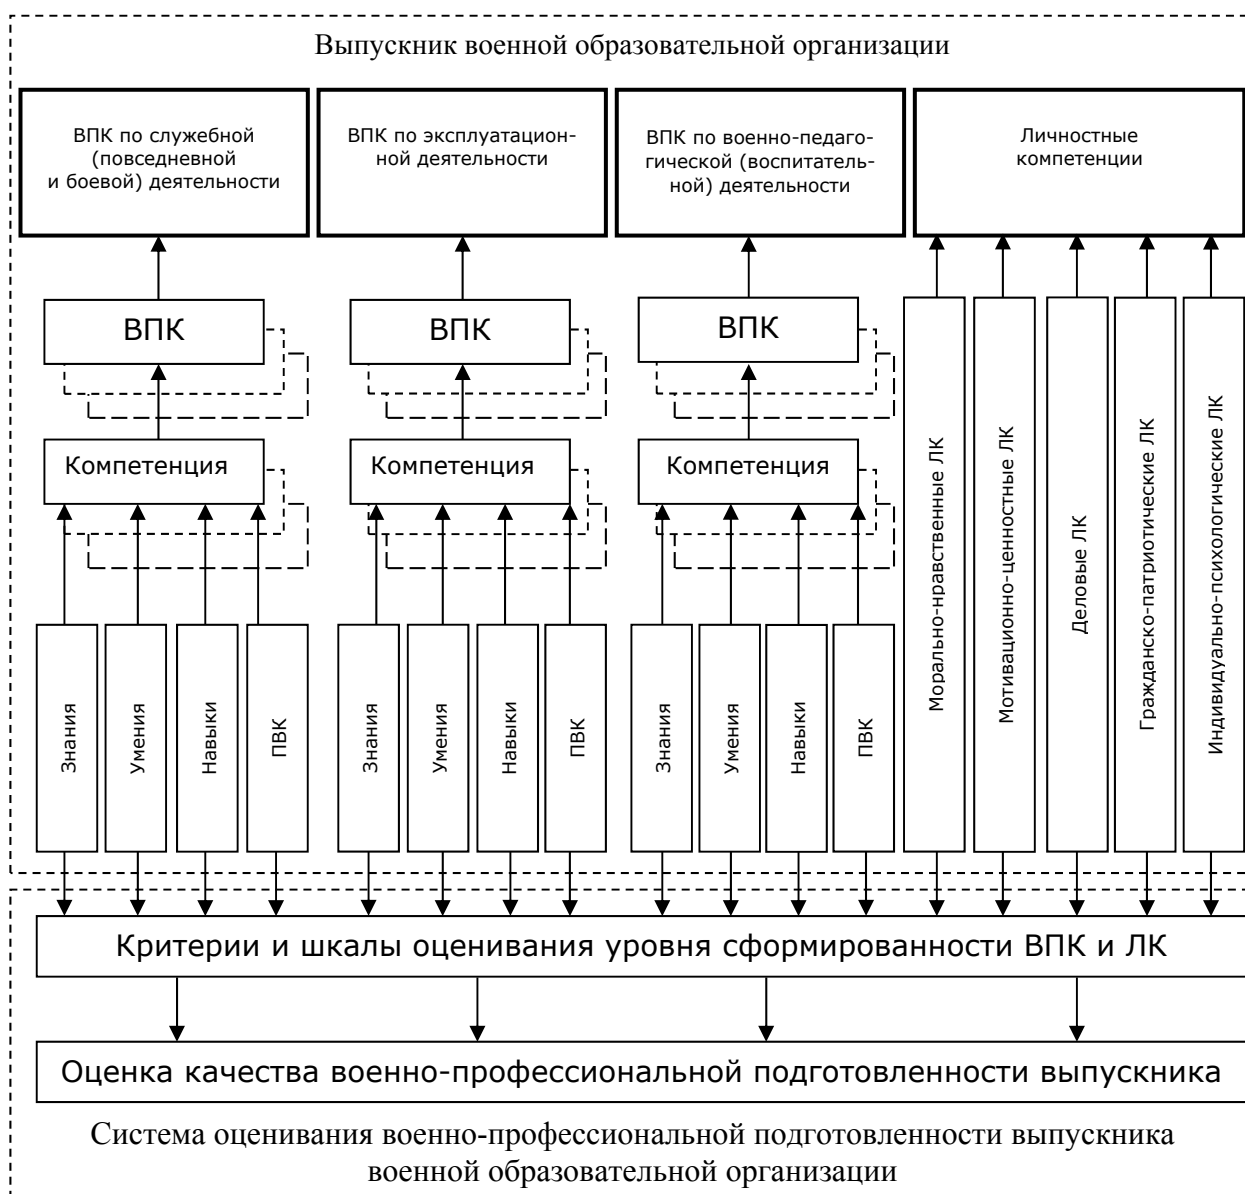 Выпускник военной образовательной организации
ВПК по служебной
(повседневной
и боевой) деятельности
ВПК по эксплуатацион-
ной деятельности
ВПК по военно-педаго-
гической (воспитатель-
ной) деятельности
Личностные
компетенции
ВПК
ВПК
ВПК
Компетенция
Компетенция
Компетенция
Знания
Умения
Навыки
ПВК
Знания
Умения
Навыки
ПВК
Знания
Умения
Навыки
ПВК
Морально-нравственные ЛК
Мотивационно-ценностные ЛК
Деловые ЛК
Гражданско-патриотические ЛК
Индивидуально-психологические ЛК
Критерии и шкалы оценивания уровня сформированности ВПК и ЛК
Оценка качества военно-профессиональной подготовленности выпускника
Система оценивания военно-профессиональной подготовленности выпускника
военной образовательной организации